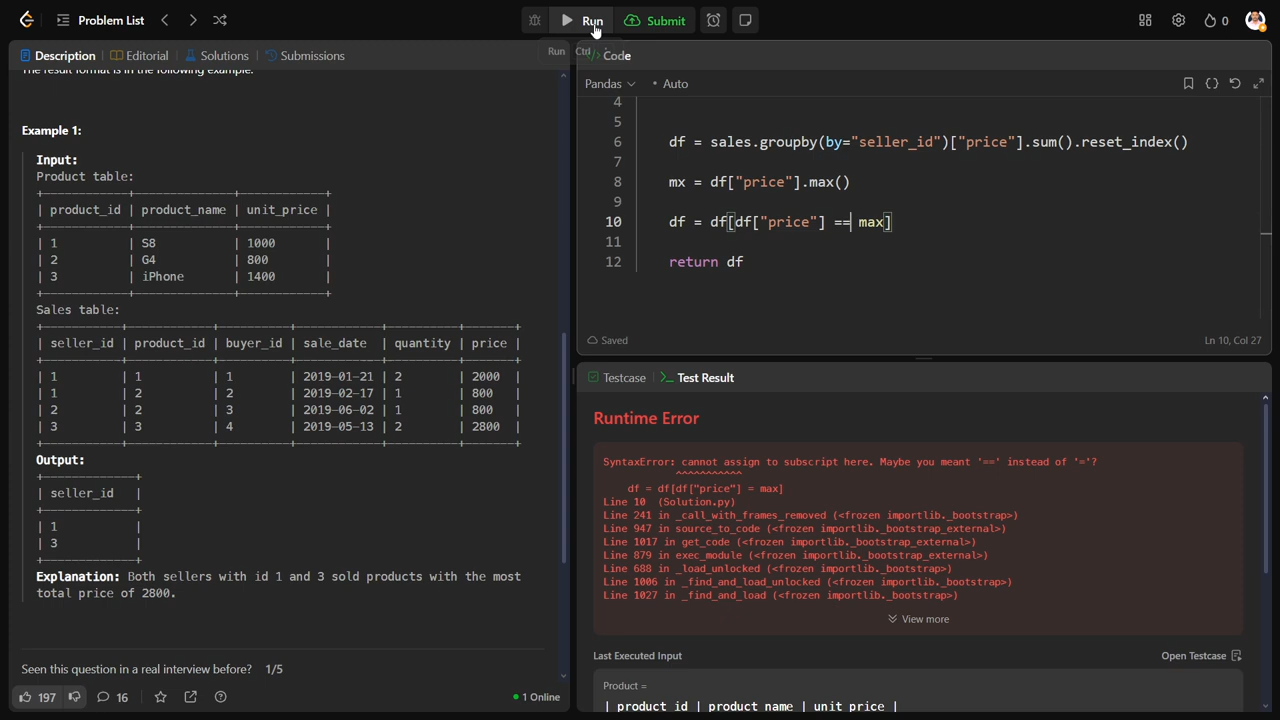 Problem List
Run
Submit
0
Description
Editorial
Solutions
Submissions
Run Ctrl
Code
The result format is in the following example.
Pandas
Auto
Example 1:
Input:
Product table:
+------------+--------------+------------+
| product_id | product_name | unit_price |
+------------+--------------+------------+
| 1 | S8 | 1000 |
| 2 | G4 | 800 |
| 3 | iPhone | 1400 |
+------------+--------------+------------+
Sales table:
+-----------+------------+----------+------------+----------+-------+
| seller_id | product_id | buyer_id | sale_date | quantity | price |
+-----------+------------+----------+------------+----------+-------+
| 1 | 1 | 1 | 2019-01-21 | 2 | 2000 |
| 1 | 2 | 2 | 2019-02-17 | 1 | 800 |
| 2 | 2 | 3 | 2019-06-02 | 1 | 800 |
| 3 | 3 | 4 | 2019-05-13 | 2 | 2800 |
+-----------+------------+----------+------------+----------+-------+
Output:
+-------------+
| seller_id |
+-------------+
| 1 |
| 3 |
+-------------+
Explanation: Both sellers with id 1 and 3 sold products with the most
total price of 2800.
Seen this question in a real interview before? 1/5
197
16
1 Online
4
5
6 df = sales.groupby(by="seller_id")["price"].sum().reset_index()
7
8 mx = df["price"].max()
9
10 df = df[df["price"] == max]
11
12 return df
Saved
Ln 10, Col 27
Testcase
Test Result
Runtime Error
SyntaxError: cannot assign to subscript here. Maybe you meant '==' instead of '='?
^^^^^^^^^^^
df = df[df["price"] = max]
Line 10 (Solution.py)
Line 241 in _call_with_frames_removed (<frozen importlib._bootstrap>)
Line 947 in source_to_code (<frozen importlib._bootstrap_external>)
Line 1017 in get_code (<frozen importlib._bootstrap_external>)
Line 879 in exec_module (<frozen importlib._bootstrap_external>)
Line 688 in _load_unlocked (<frozen importlib._bootstrap>)
Line 1006 in _find_and_load_unlocked (<frozen importlib._bootstrap>)
Line 1027 in _find_and_load (<frozen importlib._bootstrap>)
View more
Last Executed Input
Open Testcase
Product =
| product_id | product_name | unit_price |